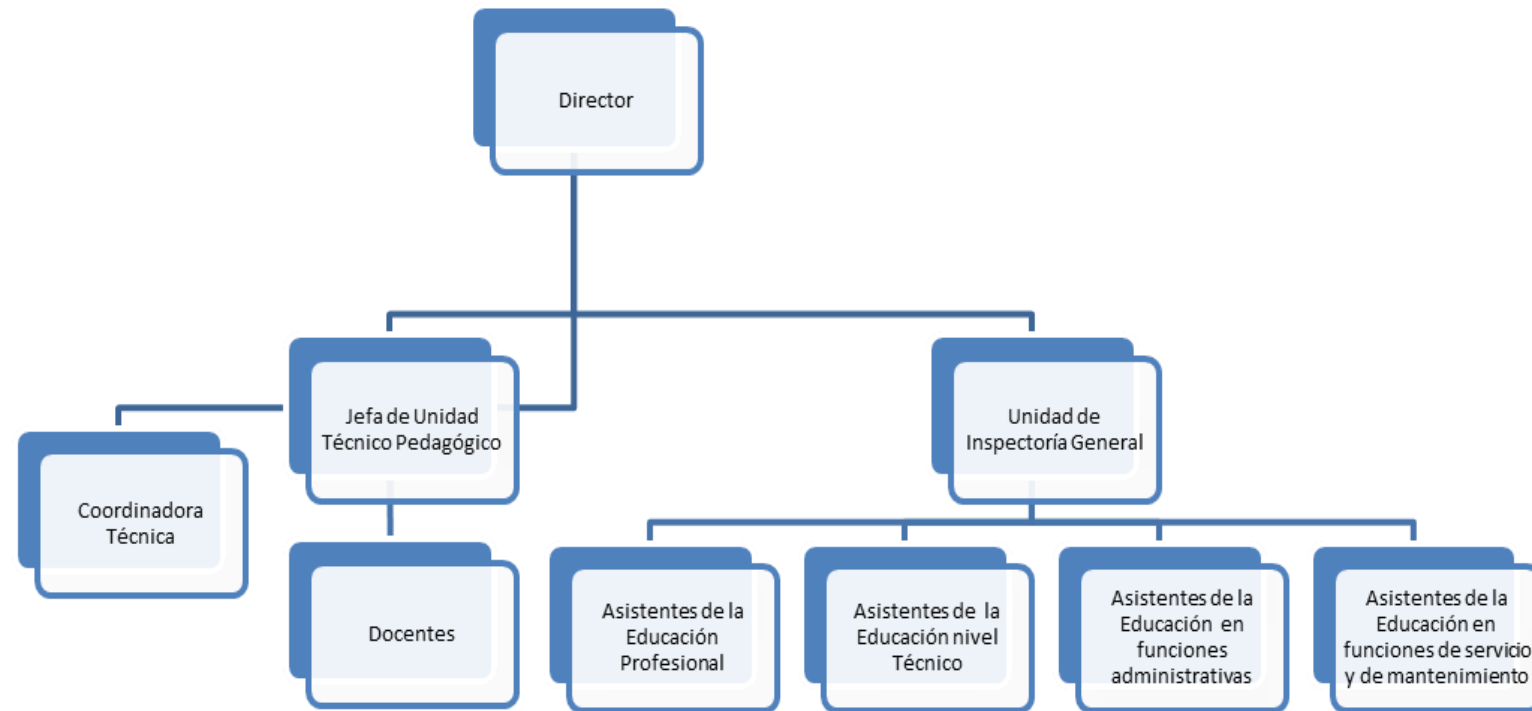 Director
Jefa de Unidad
Técnico Pedagógico
Unidad de
Inspectoría General
Coordinadora
Técnica
Docentes
Asistentes de la
Educación
Profesional
Asistentes de la
Educación nivel
Técnico
Asistentes de la
Educación en
funciones
administrativas
Asistentes de la
Educación en
funciones de servicio
y de mantenimiento